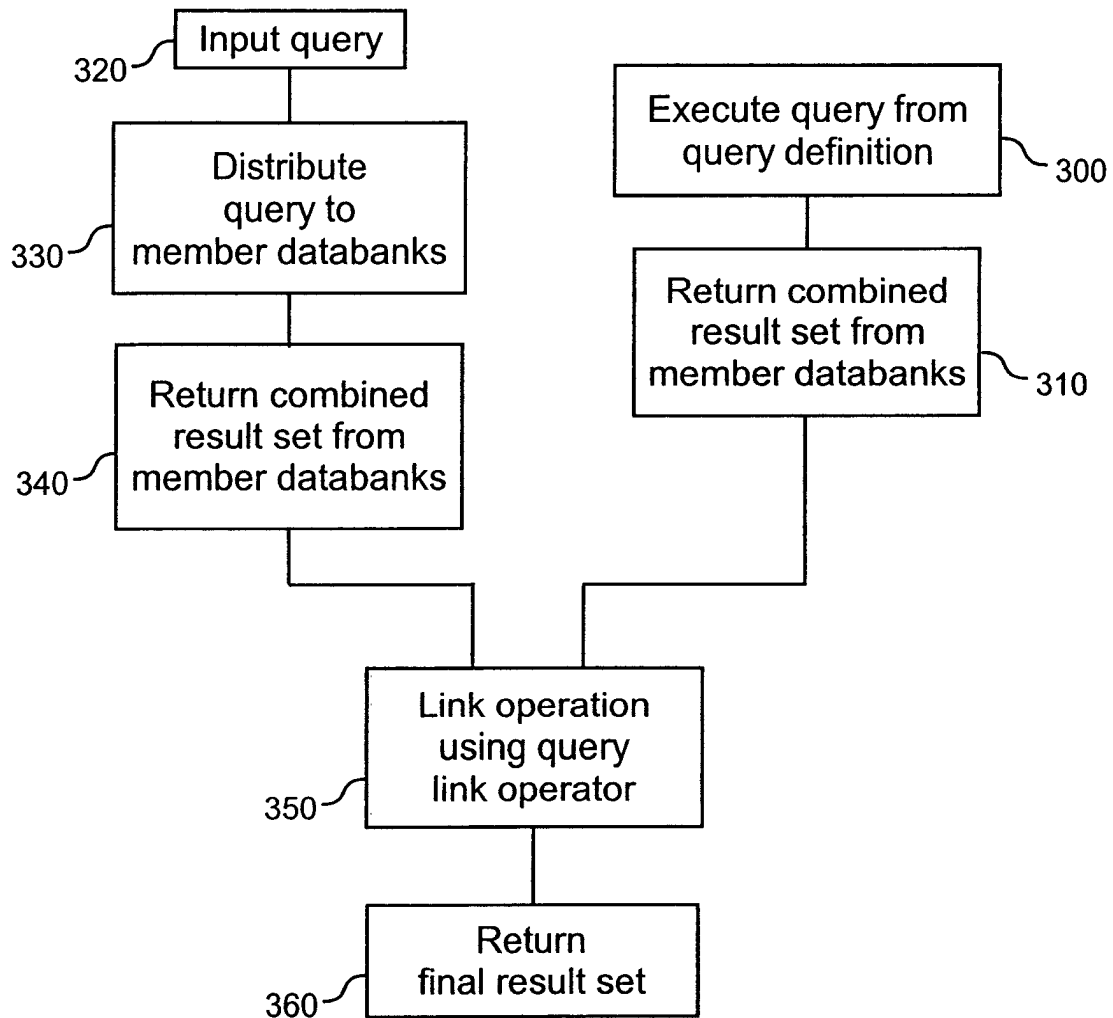 Input query
320
Distribute
query to
member databanks
330
Return combined
result set from
member databanks
340
Execute query from
query definition
300
Return combined
result set from
member databanks
310
Link operation
using query
link operator
350
Return
final result set
360